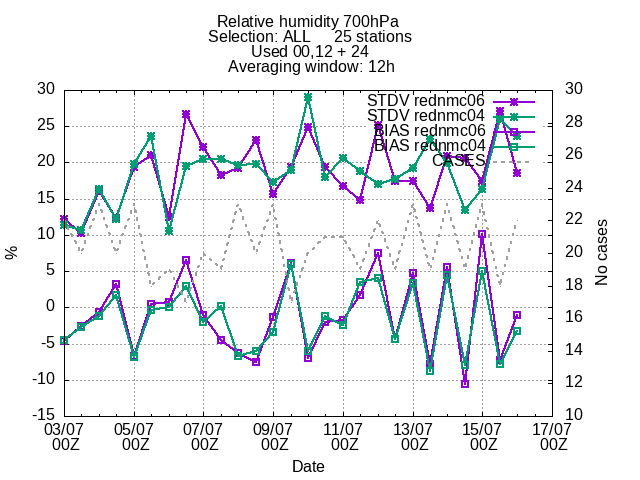 Relative humidity 700hPa
Selection: ALL 25 stations
Used 00,12 + 24
Averaging window: 12h
STDV rednmc06
STDV rednmc04
BIAS rednmc06
BIAS rednmc04
CASES
30
25
20
15
10
5
0
-5
-10
-15
%
30
28
26
24
22
20
18
16
14
12
10
No cases
03/07 05/07 07/07 09/07 11/07 13/07 15/07 17/07
00Z 00Z 00Z 00Z 00Z 00Z 00Z 00Z
Date